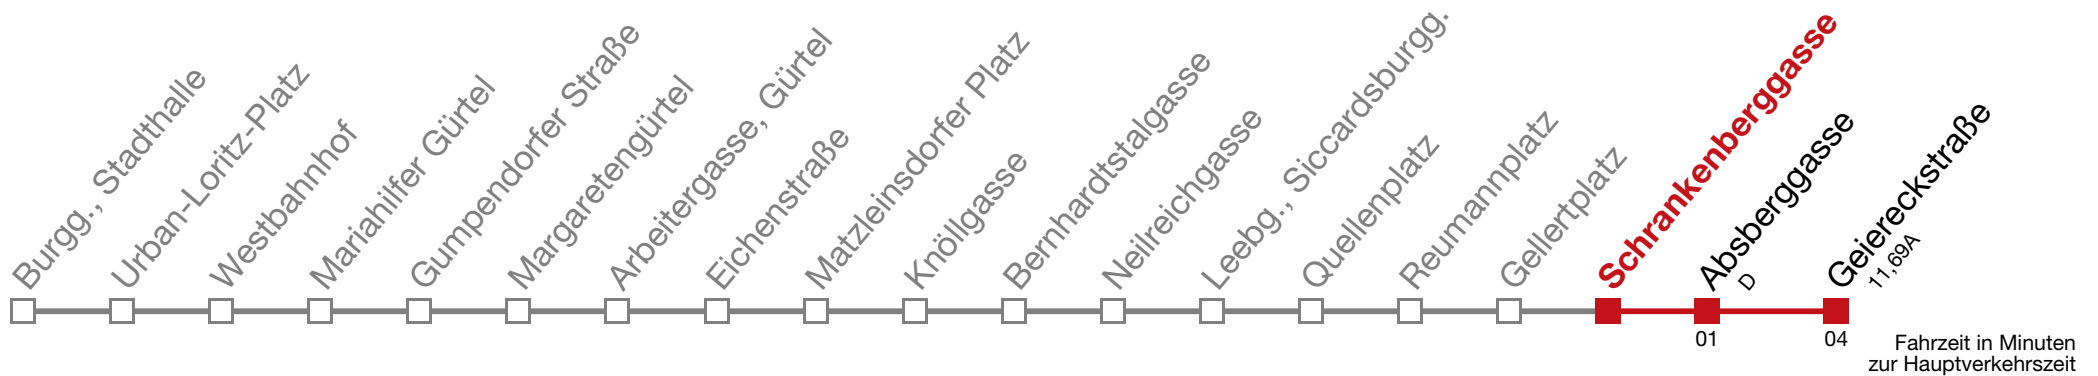 Burgg., Stadthalle
Urban-Loritz-Platz
Westbahnhof
Mariahilfer Gürtel
Gumpendorfer Straße
Margaretengürtel
Arbeitergasse, Gürtel
Eichenstraße
Matzleinsdorfer Platz
Knöllgasse
Bernhardtstalgasse
Neilreichgasse
Leebg., Siccardsburgg.
Quellenplatz
Reumannplatz
Gellertplatz
Schrankenberggasse
Absberggasse
D
Geiereckstraße
11,69A
01
04
Fahrzeit in Minuten
zur Hauptverkehrszeit